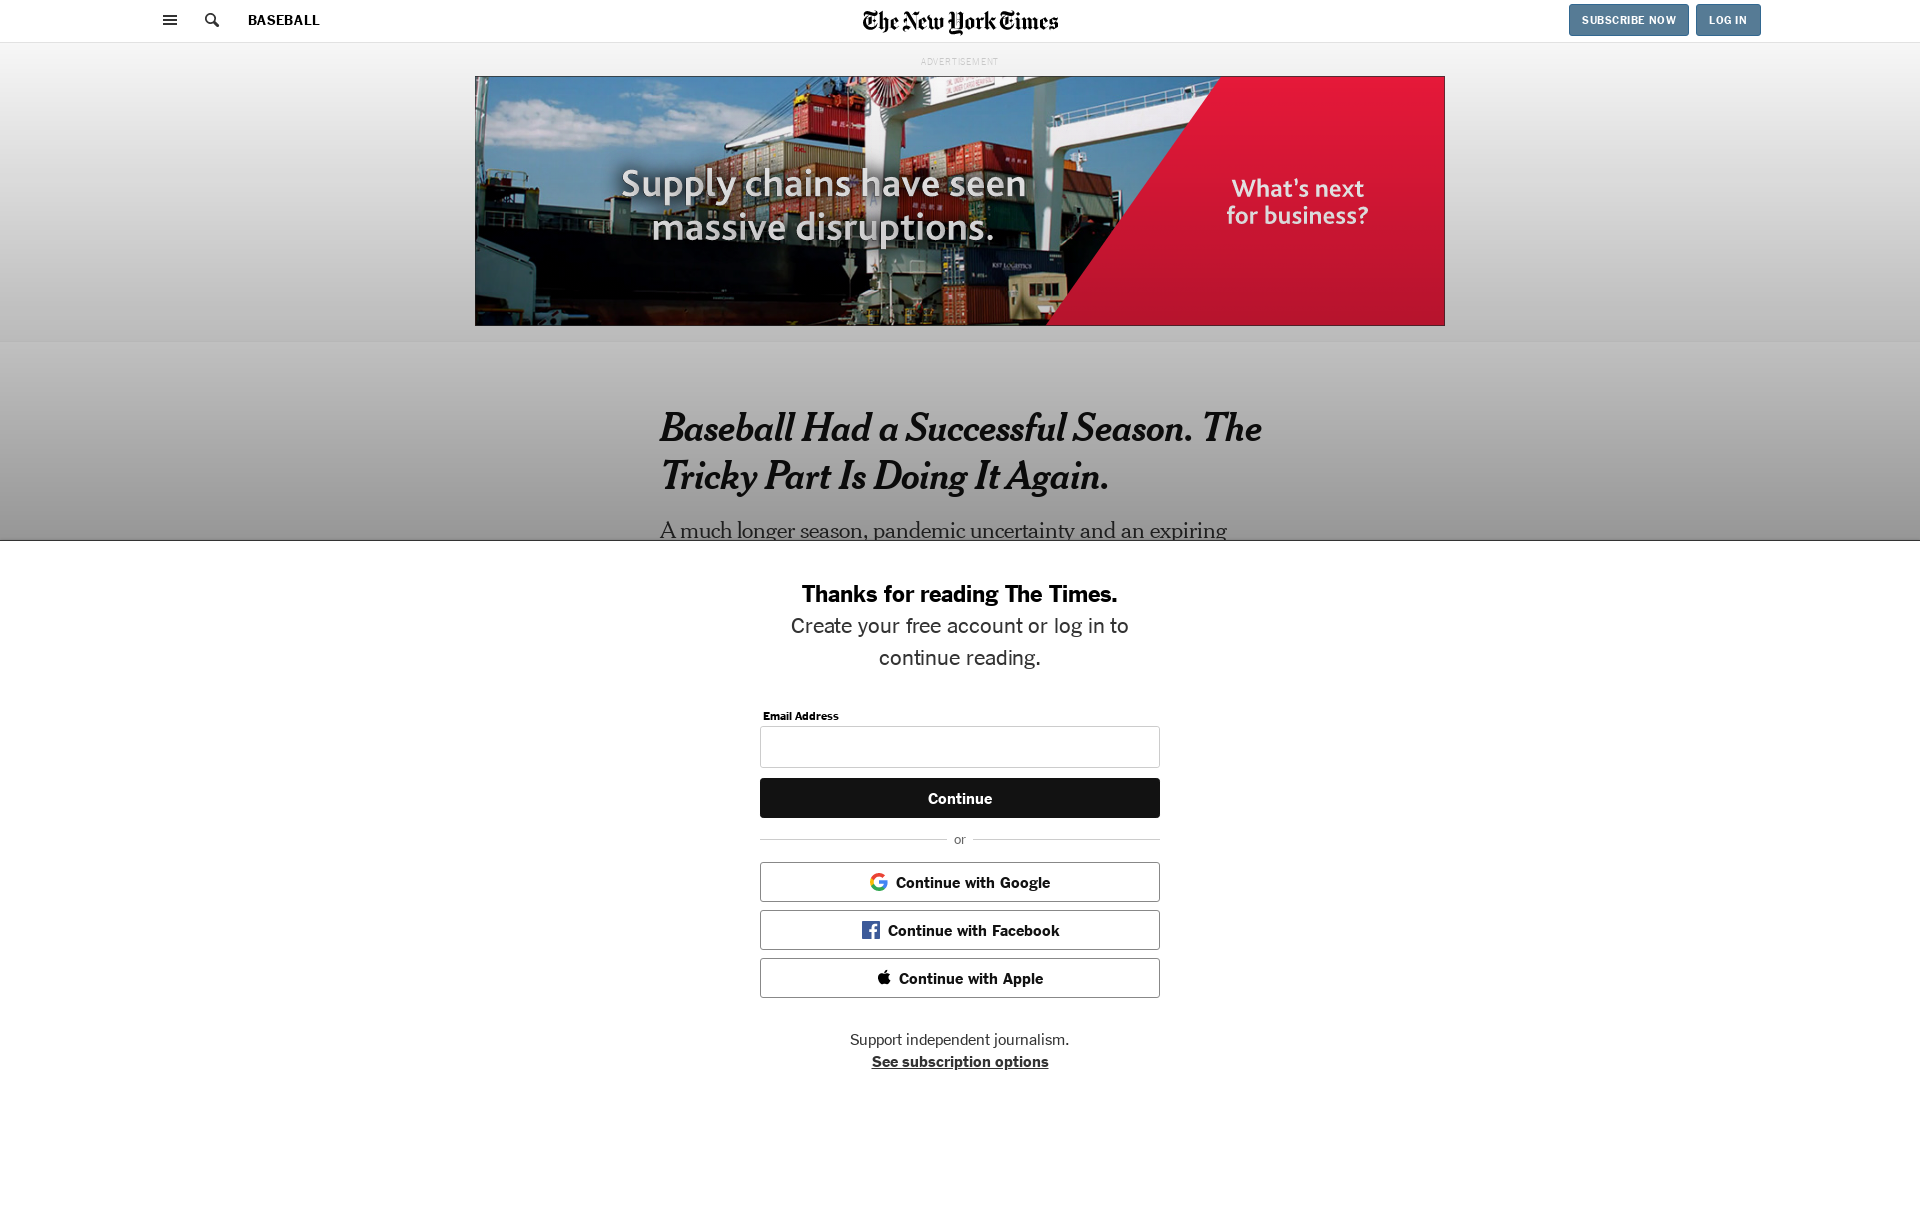 BASEBALL
The New York Times
SUBSCRIBE NOW
LOG IN
ADVERTISEMENT
Supply chains have seen
massive disruptions.
What's next
for business?
Baseball Had a Successful Season. The
Tricky Part Is Doing It Again.
A much longer season, pandemic uncertainty and an expiring
Thanks for reading The Times.
Create your free account or log in to
continue reading.
Email Address
Continue
or
Continue with Google
Continue with Facebook
Continue with Apple
Support independent journalism.
See subscription options